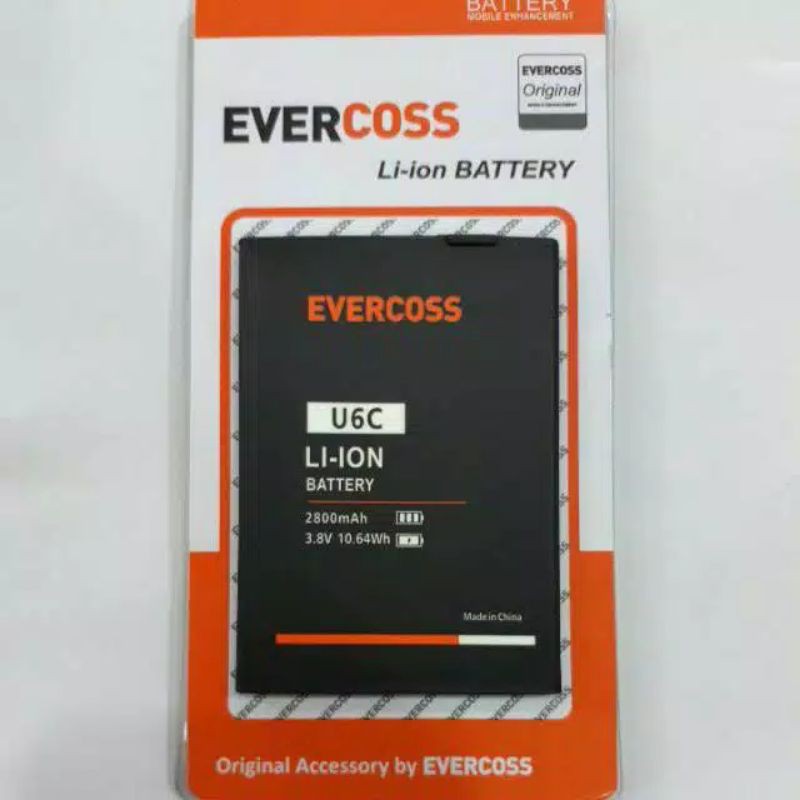 BATTERY
MOBILE ENHANCEMENT
EVERCOSS
Original
EVERCOSS
Li-ion BATTERY
EVERCOSS
U6C
LI-ION
BATTERY
2800mAh
3.8V 10.64Wh
Made in China
Original Accessory by EVERCOSS